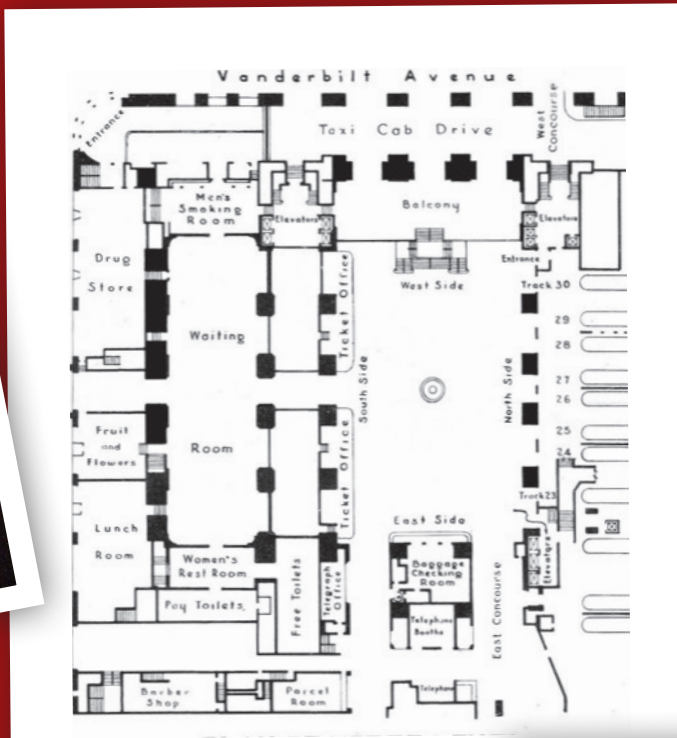 Vanderbilt Avenue
Entrance
Taxi Cab Drive
West
Concourse
Men's
Smoking
Room
Elevators
Balcony
Elevators
Entrance
Drug
Store
West Side
Track 30
Ticket Office
29
Waiting
28
South Side
North Side
27
26
Fruit
and
Flowers
Room
Ticket Office
25
24
Track 23
Lunch
Room
East Side
Women's
Rest Room
Baggage
Checking
Room
Elevators
Pay Toilets.
Free Toilets
Telegraph
Office
Telephone
Booths
East Concourse
Barber
Shop
Parcel
Room
Telephone